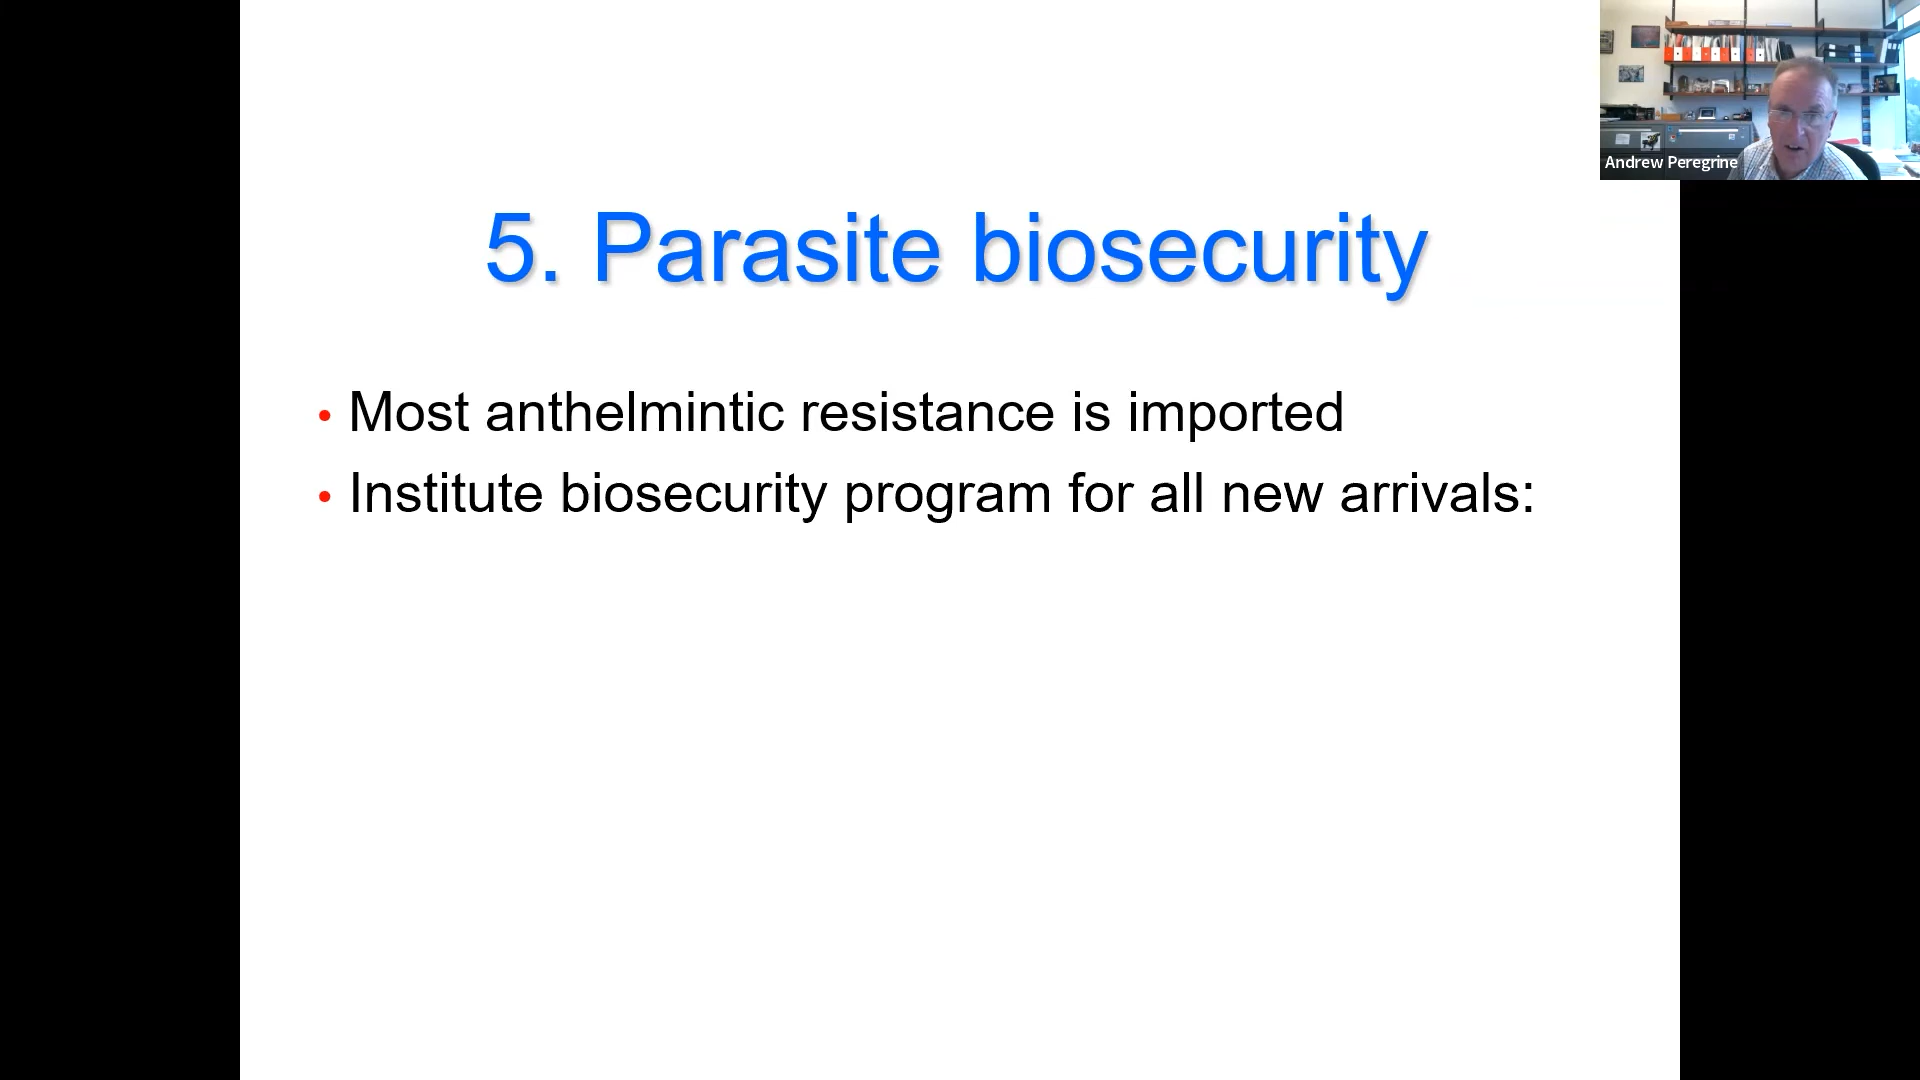 Andrew Peregrine
5. Parasite biosecurity
• Most anthelmintic resistance is imported
• Institute biosecurity program for all new arrivals: